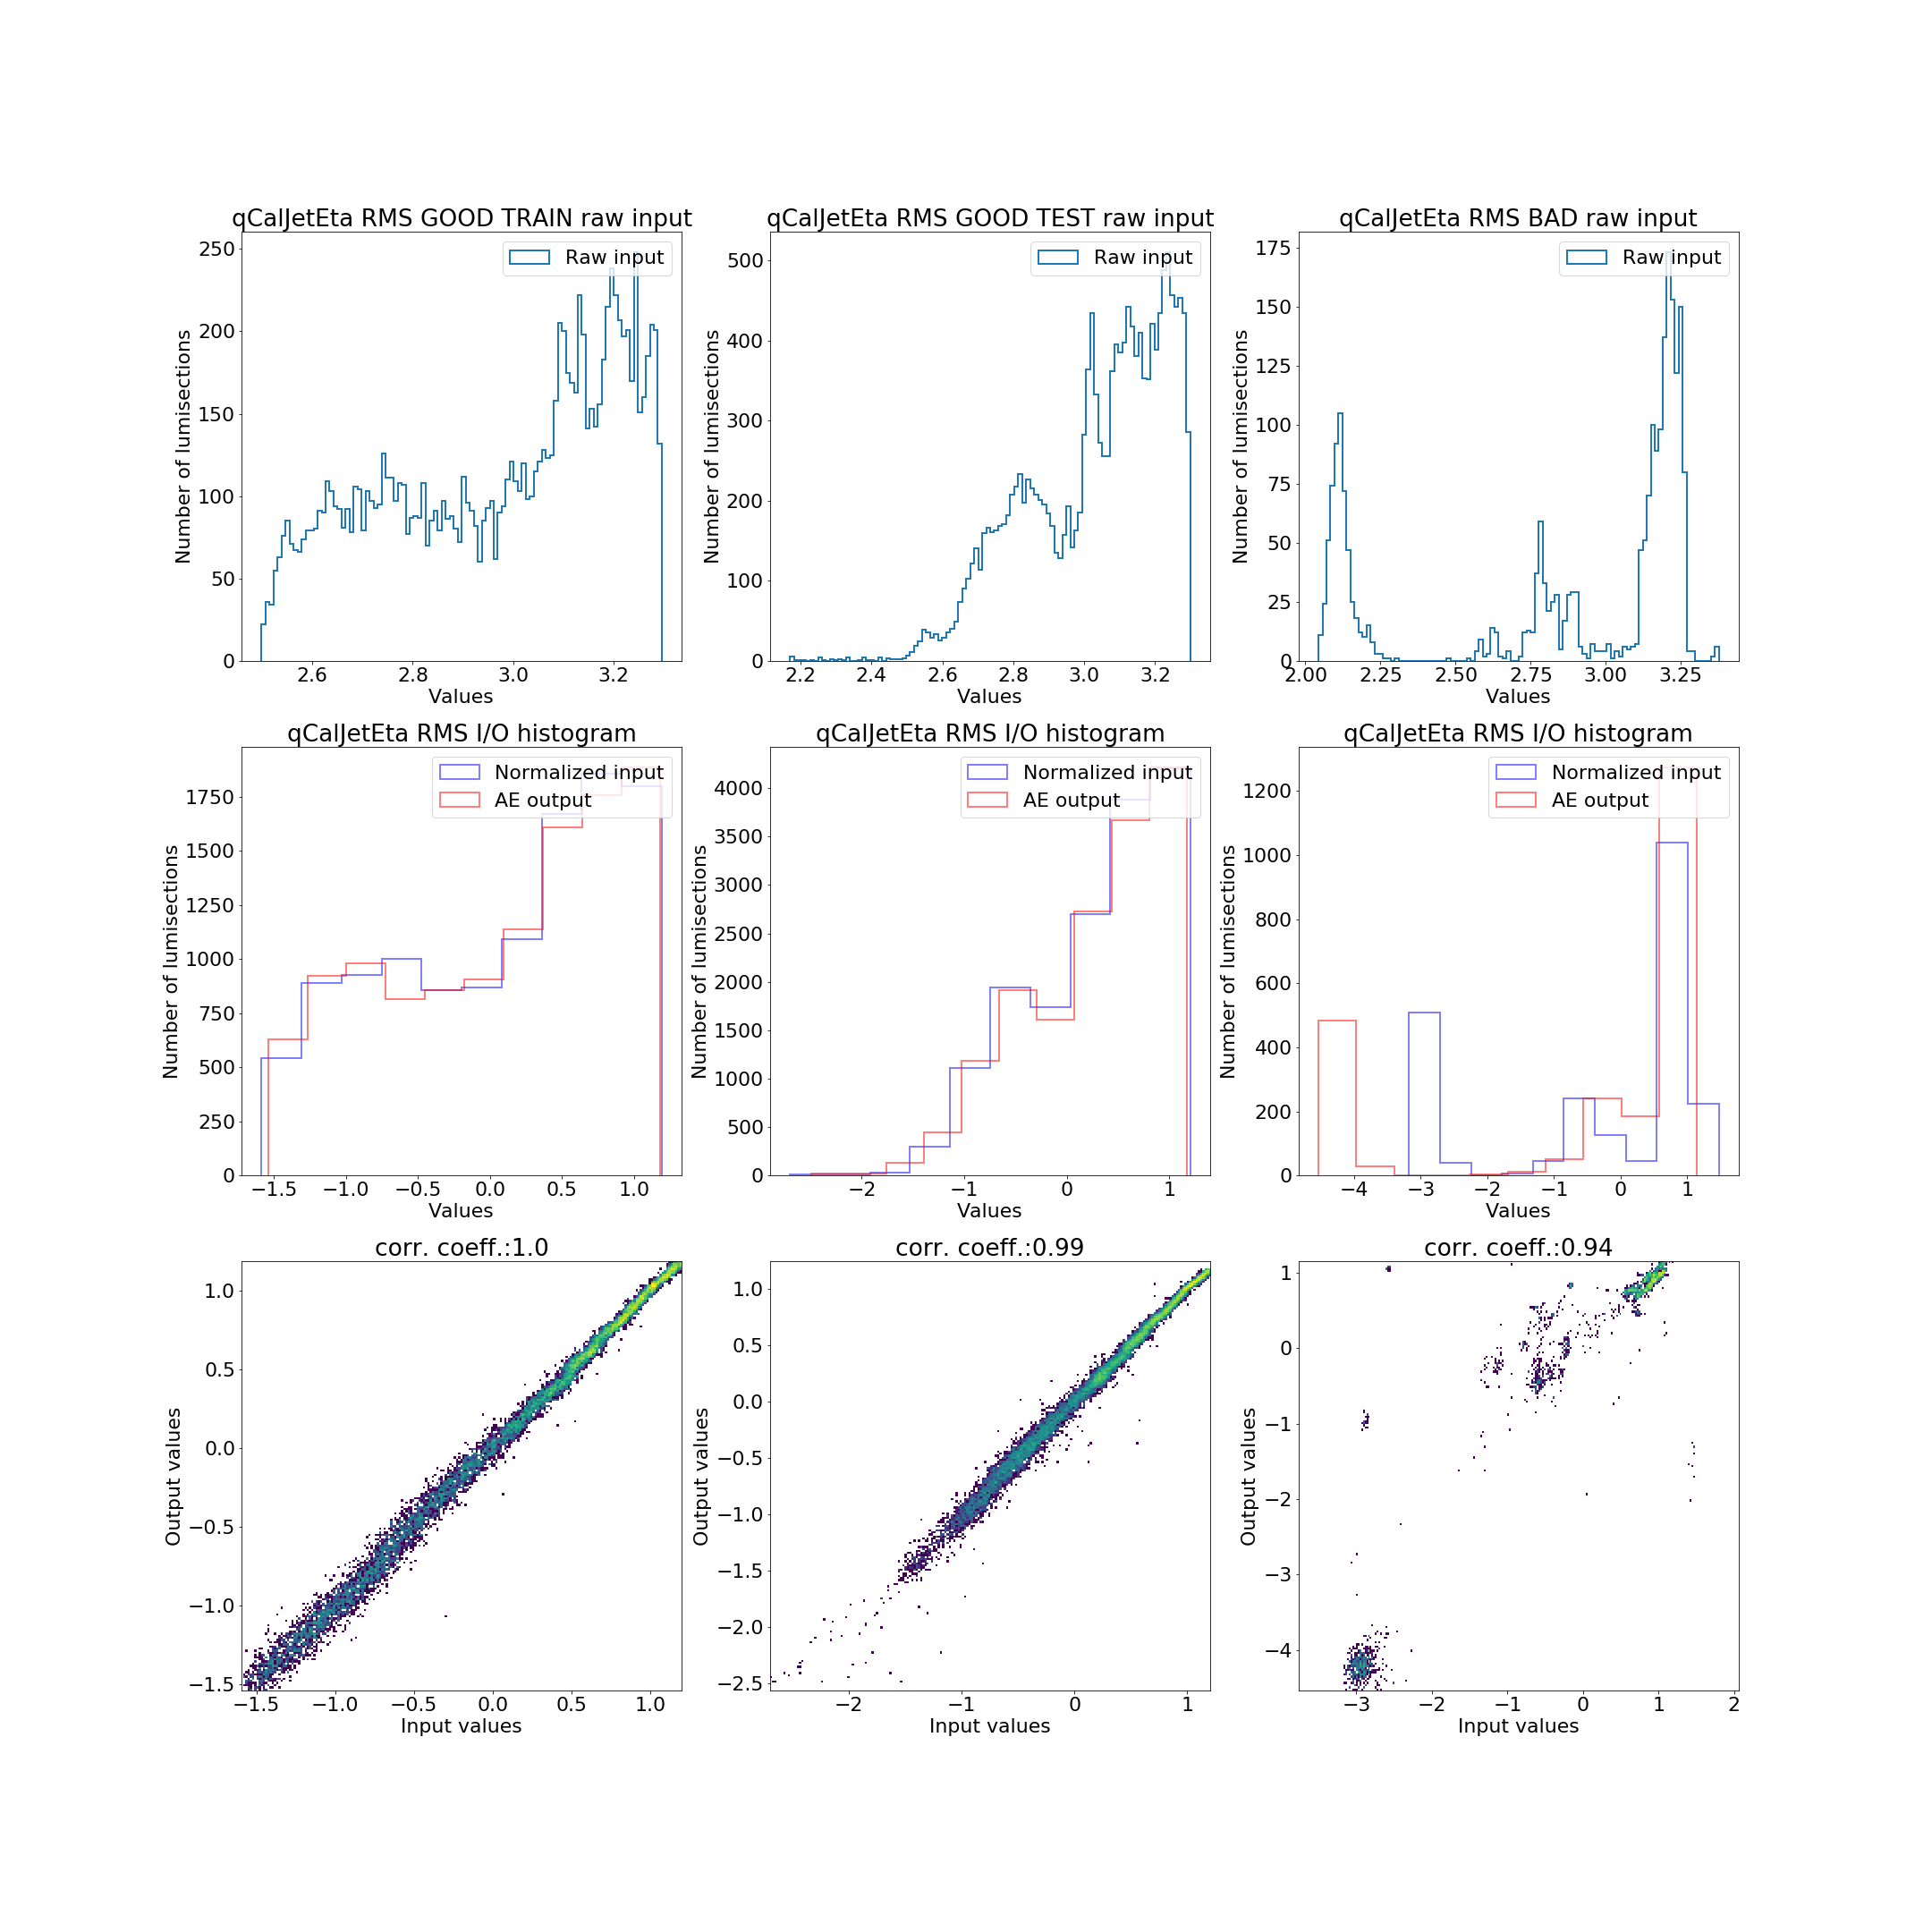 qCalJetEta RMS GOOD TRAIN raw input
Raw input
Number of lumisections
0
50
100
150
200
250
2.6 2.8 3.0 3.2
Values
qCalJetEta RMS GOOD TEST raw input
Raw input
Number of lumisections
0
100
200
300
400
500
2.2 2.4 2.6 2.8 3.0 3.2
Values
qCalJetEta RMS BAD raw input
Raw input
Number of lumisections
0
25
50
75
100
125
150
175
2.00 2.25 2.50 2.75 3.00 3.25
Values
qCalJetEta RMS I/O histogram
Normalized input
AE output
Number of lumisections
0
250
500
750
1000
1250
1500
1750
−1.5 −1.0 −0.5 0.0 0.5 1.0
Values
qCalJetEta RMS I/O histogram
Normalized input
AE output
Number of lumisections
0
500
1000
1500
2000
2500
3000
3500
4000
−2 −1 0 1
Values
qCalJetEta RMS I/O histogram
Normalized input
AE output
Number of lumisections
0
200
400
600
800
1000
1200
−4 −3 −2 −1 0 1
Values
corr. coeff.:1.0
Output values
−1.5
−1.0
−0.5
0.0
0.5
1.0
−1.5 −1.0 −0.5 0.0 0.5 1.0
Input values
corr. coeff.:0.99
Output values
−2.5
−2.0
−1.5
−1.0
−0.5
0.0
0.5
1.0
−2 −1 0 1
Input values
corr. coeff.:0.94
Output values
−4
−3
−2
−1
0
1
−3 −2 −1 0 1 2
Input values